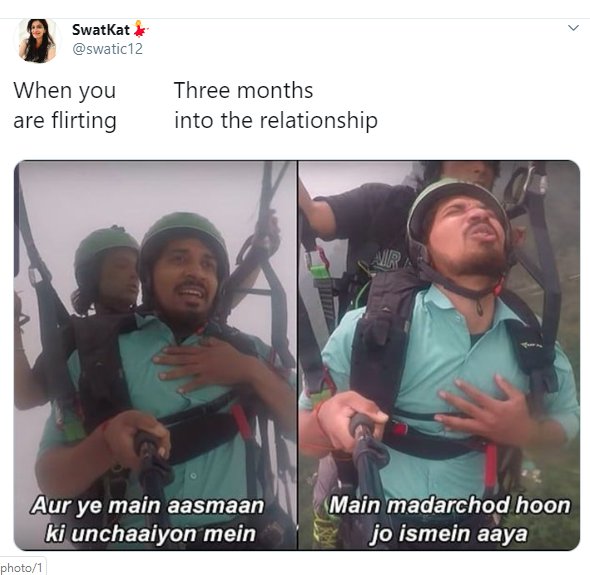 SwatKat
@swatic12
When you
are flirting
Three months
into the relationship
AIR
Aur ye main aasmaan
ki unchaaiyon mein
Main madarchod hoon
jo ismein aaya
photo/1